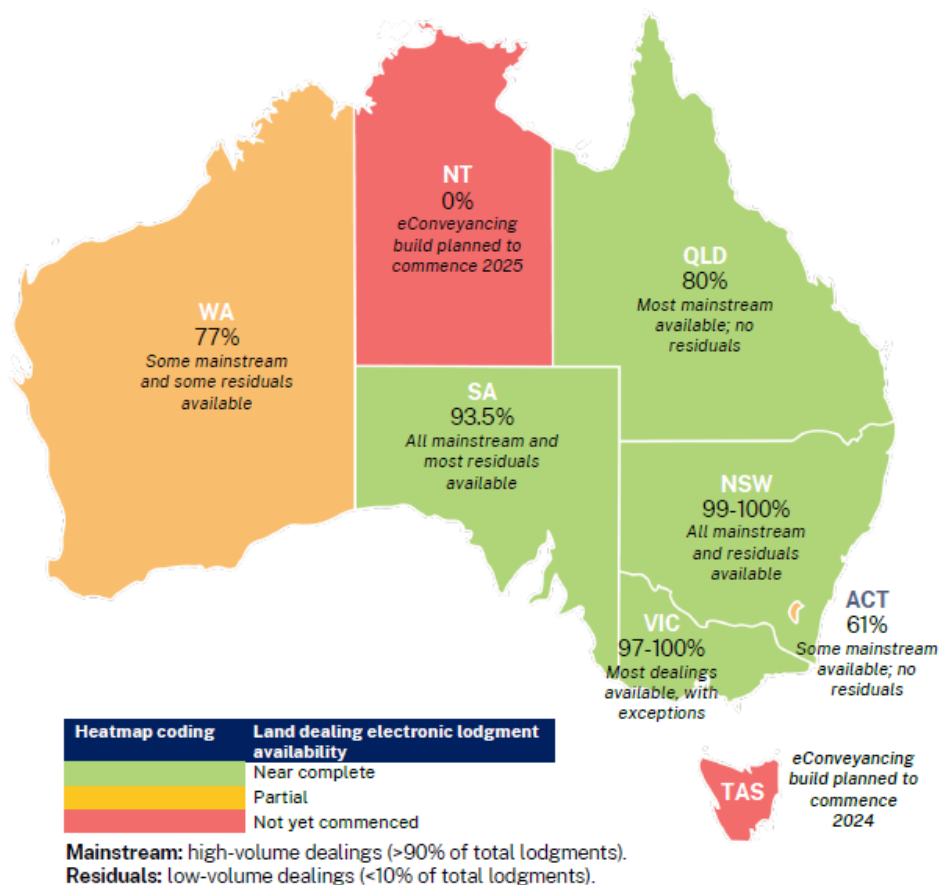 NT
0%
eConveyancing
build planned to
commence 2025
QLD
80%
Most mainstream
available; no
residuals
WA
77%
Some mainstream
and some residuals
available
SA
93.5%
All mainstream and
most residuals
available
NSW
99-100%
All mainstream
and residuals
available
ACT
61%
Some mainstream
available; no
residuals
VIC
97-100%
Most dealings
available, with
exceptions
TAS
eConveyancing
build planned to
commence
2024
Heatmap coding Land dealing electronic lodgment
availability
Near complete
Partial
Not yet commenced
Mainstream: high-volume dealings (>90% of total lodgments).
Residuals: low-volume dealings (<10% of total lodgments).